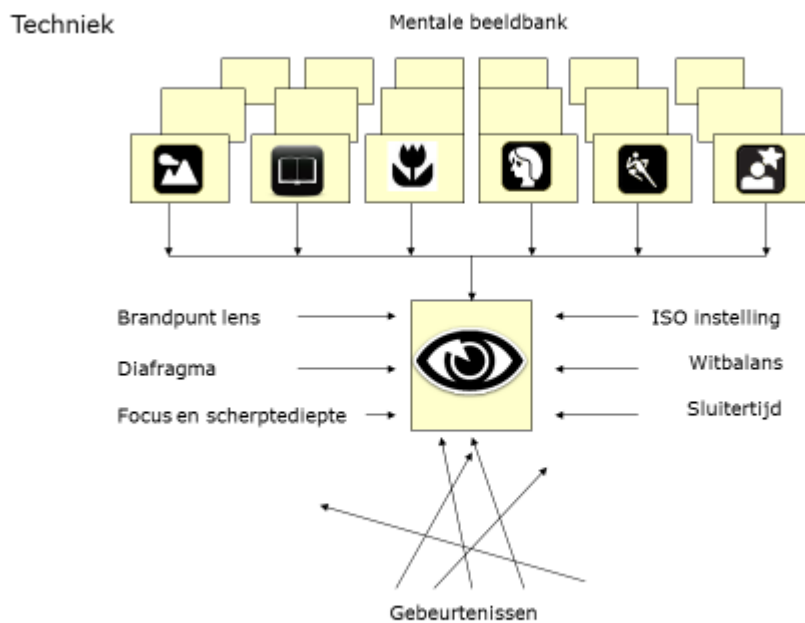 Techniek
Mentale beeldbank
Brandpunt lens
ISO instelling
Diafragma
Witbalans
Focus en scherptediepte
Sluitertijd
Gebeurtenissen